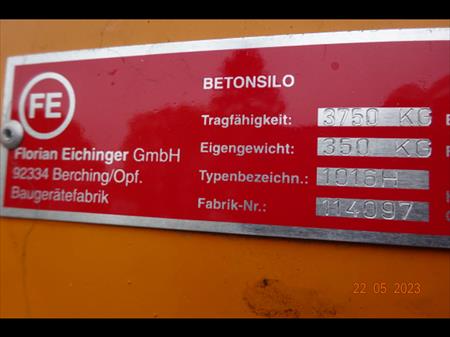 FE
Florian Eichinger GmbH
92334 Berching/Opf.
Baugerätefabrik
BETONSILO
Tragfähigkeit: 3750 KG
Eigengewicht: 350 KG
Typenbezeichn.: 1016H
Fabrik-Nr.: 114097
22 05 2023